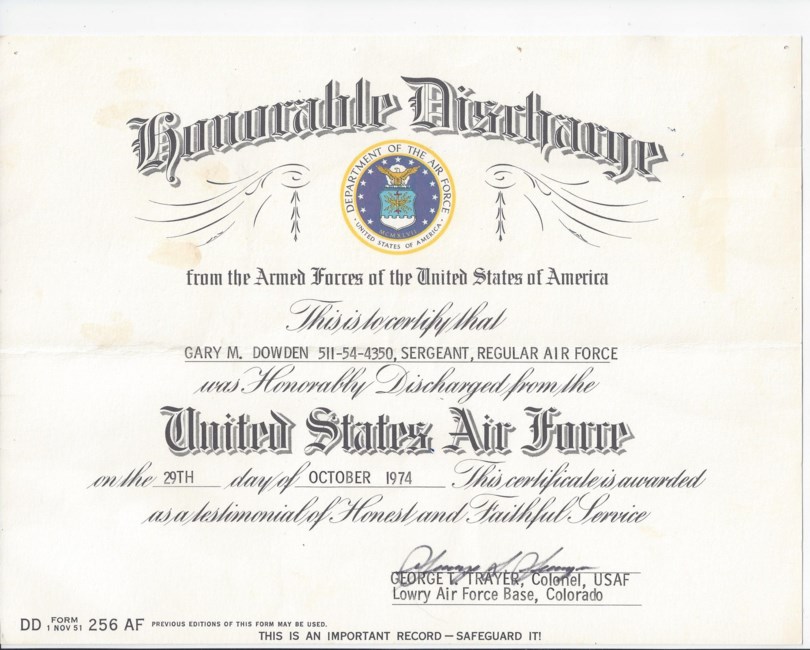 Honorable Discharge
DEPARTMENT OF THE AIR FORCE
MCMXLVII
UNITED STATES OF AMERICA
from the Armed Forces of the United States of America
This is to certify that
GARY M. DOWDEN 511-54-4350, SERGEANT, REGULAR AIR FORCE
was Honorably Discharged from the
United States Air Force
on the 29TH day of OCTOBER 1974 This certificate is awarded
as a testimonial of Honest and Faithful Service
GEORGE T. TRAYER, Colonel, USAF
Lowry Air Force Base, Colorado
DD FORM 1 NOV 51 256 AF PREVIOUS EDITIONS OF THIS FORM MAY BE USED.
THIS IS AN IMPORTANT RECORD — SAFEGUARD IT!